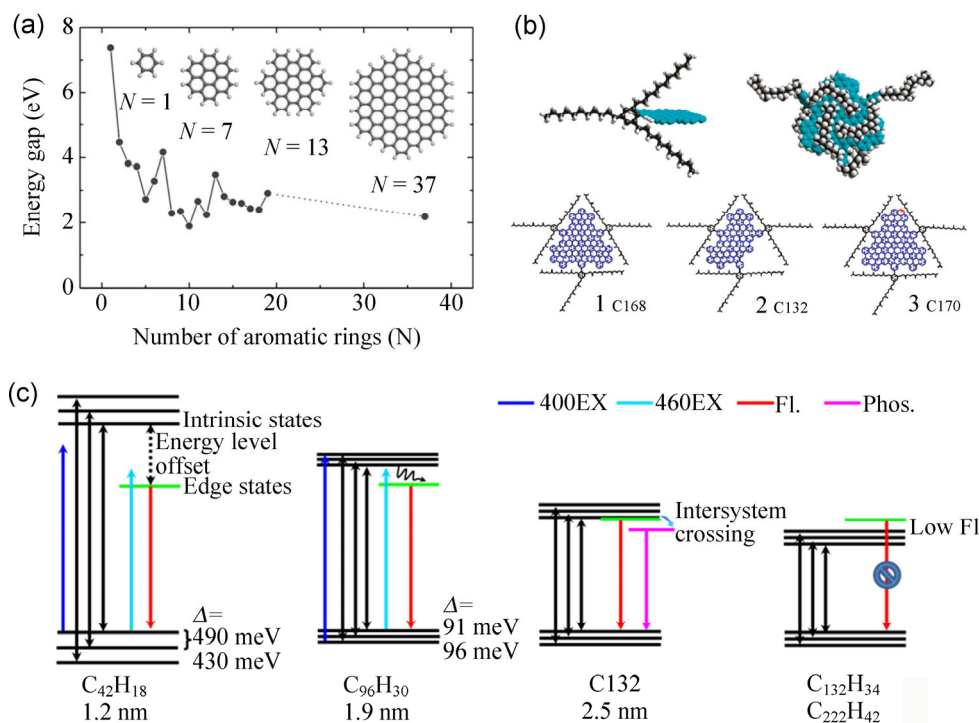 (a)
8
6
4
2
0
Energy gap (eV)
N = 1
N = 7
N = 13
N = 37
0 10 20 30 40
Number of aromatic rings (N)
(b)
1 C168
2 C132
3 C170
(c)
400EX
460EX
Fl.
Phos.
Intrinsic states
Energy level
offset
Edge states
Δ=
490 meV
430 meV
C₄₂H₁₈
1.2 nm
Δ=
91 meV
96 meV
C₉₆H₃₀
1.9 nm
Intersystem
crossing
C132
2.5 nm
Low Fl
C₁₃₂H₃₄
C₂₂₂H₄₂